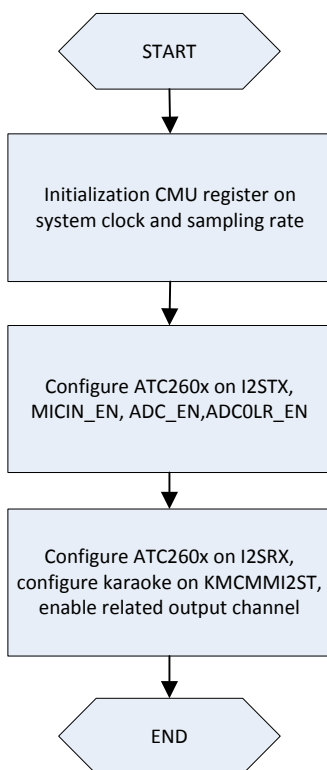 START
Initialization CMU register on
system clock and sampling rate
Configure ATC260x on I2STX,
MICIN_EN, ADC_EN,ADC0LR_EN
Configure ATC260x on I2SRX,
configure karaoke on KMCMMI2ST,
enable related output channel
END